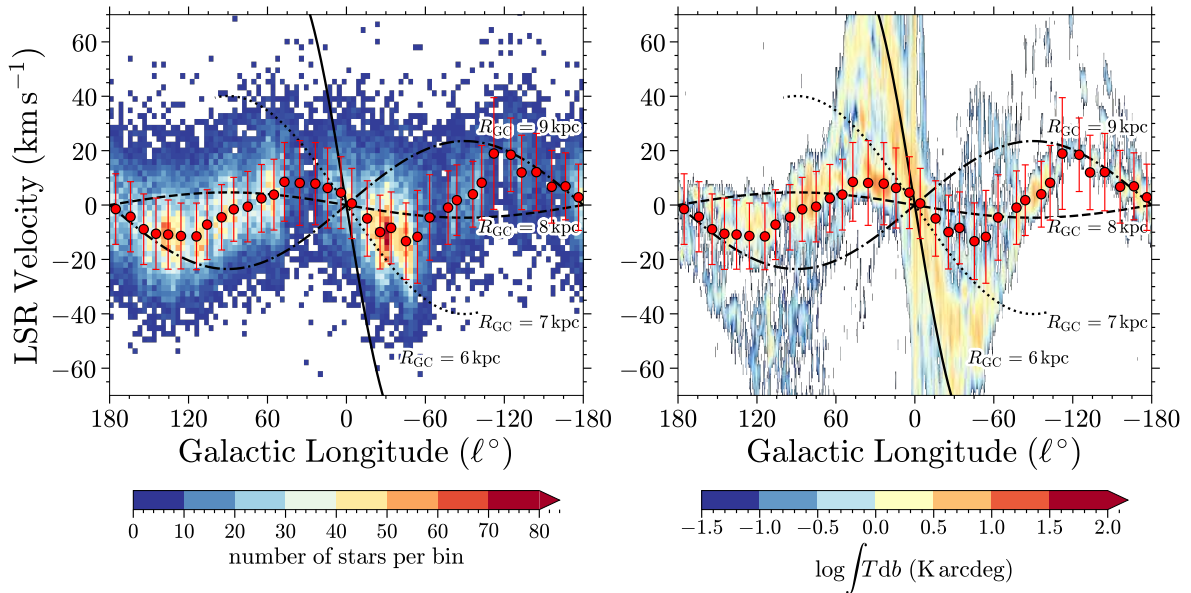 LSR Velocity (km s⁻¹)
60
40
20
0
−20
−40
−60
R_GC = 9 kpc
R_GC = 8 kpc
R_GC = 7 kpc
R_GC = 6 kpc
180 120 60 0 −60 −120 −180
Galactic Longitude (ℓ°)
0 10 20 30 40 50 60 70 80
number of stars per bin
60
40
20
0
−20
−40
−60
R_GC = 9 kpc
R_GC = 8 kpc
R_GC = 7 kpc
R_GC = 6 kpc
180 120 60 0 −60 −120 −180
Galactic Longitude (ℓ°)
−1.5 −1.0 −0.5 0.0 0.5 1.0 1.5 2.0
log ∫Tdb (K arcdeg)